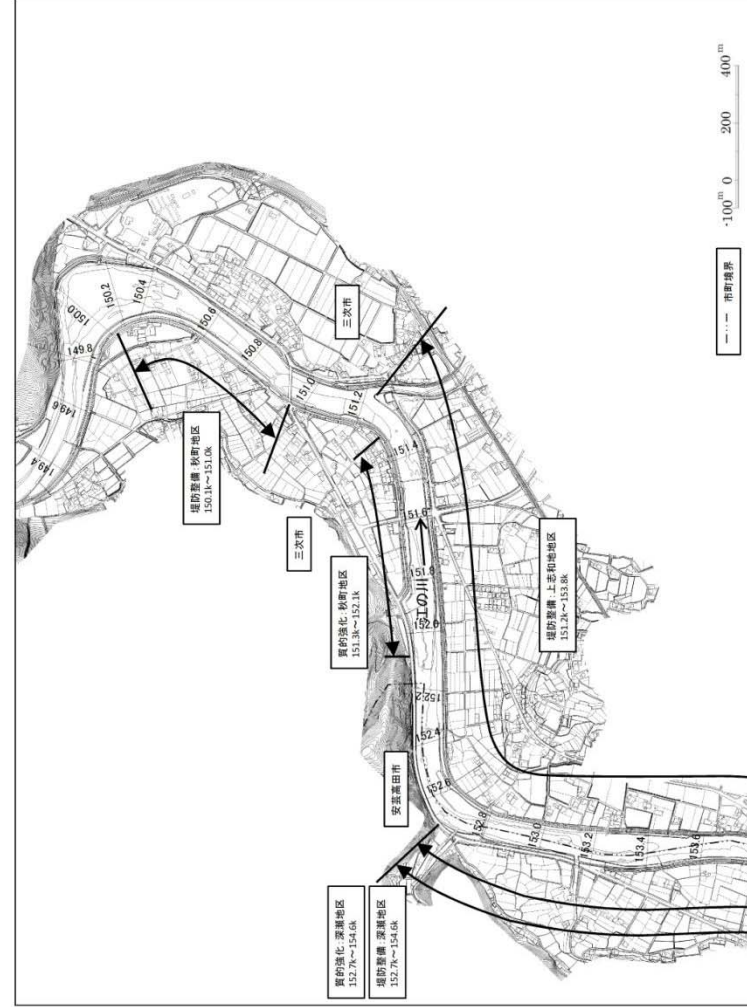 149.4
149.6
149.8
150.0
150.2
150.4
150.6
150.8
151.0
151.2
151.4
151.6
151.8
152.0
152.2
152.4
152.6
152.8
153.0
153.2
153.4
153.6
江の川
堤防整備:秋町地区
150.1k~151.0k
三次市
三次市
質的強化:秋町地区
151.3k~152.1k
堤防整備:上志和地地区
151.2k~153.8k
安芸高田市
質的強化:深瀬地区
152.7k~154.6k
堤防整備:深瀬地区
152.7k~154.6k
市町境界
-100m 0 200 400m